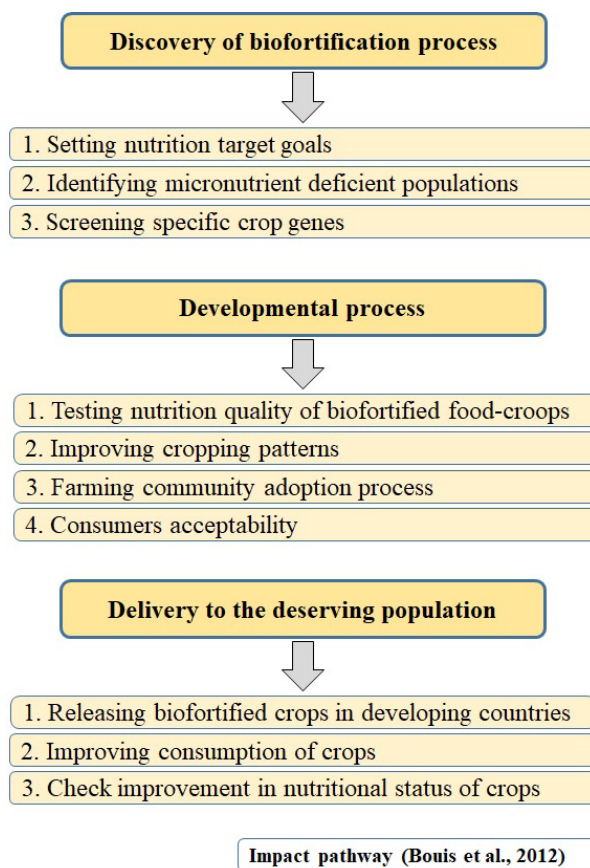 Discovery of biofortification process
1. Setting nutrition target goals
2. Identifying micronutrient deficient populations
3. Screening specific crop genes
Developmental process
1. Testing nutrition quality of biofortified food-croops
2. Improving cropping patterns
3. Farming community adoption process
4. Consumers acceptability
Delivery to the deserving population
1. Releasing biofortified crops in developing countries
2. Improving consumption of crops
3. Check improvement in nutritional status of crops
Impact pathway (Bouis et al., 2012)